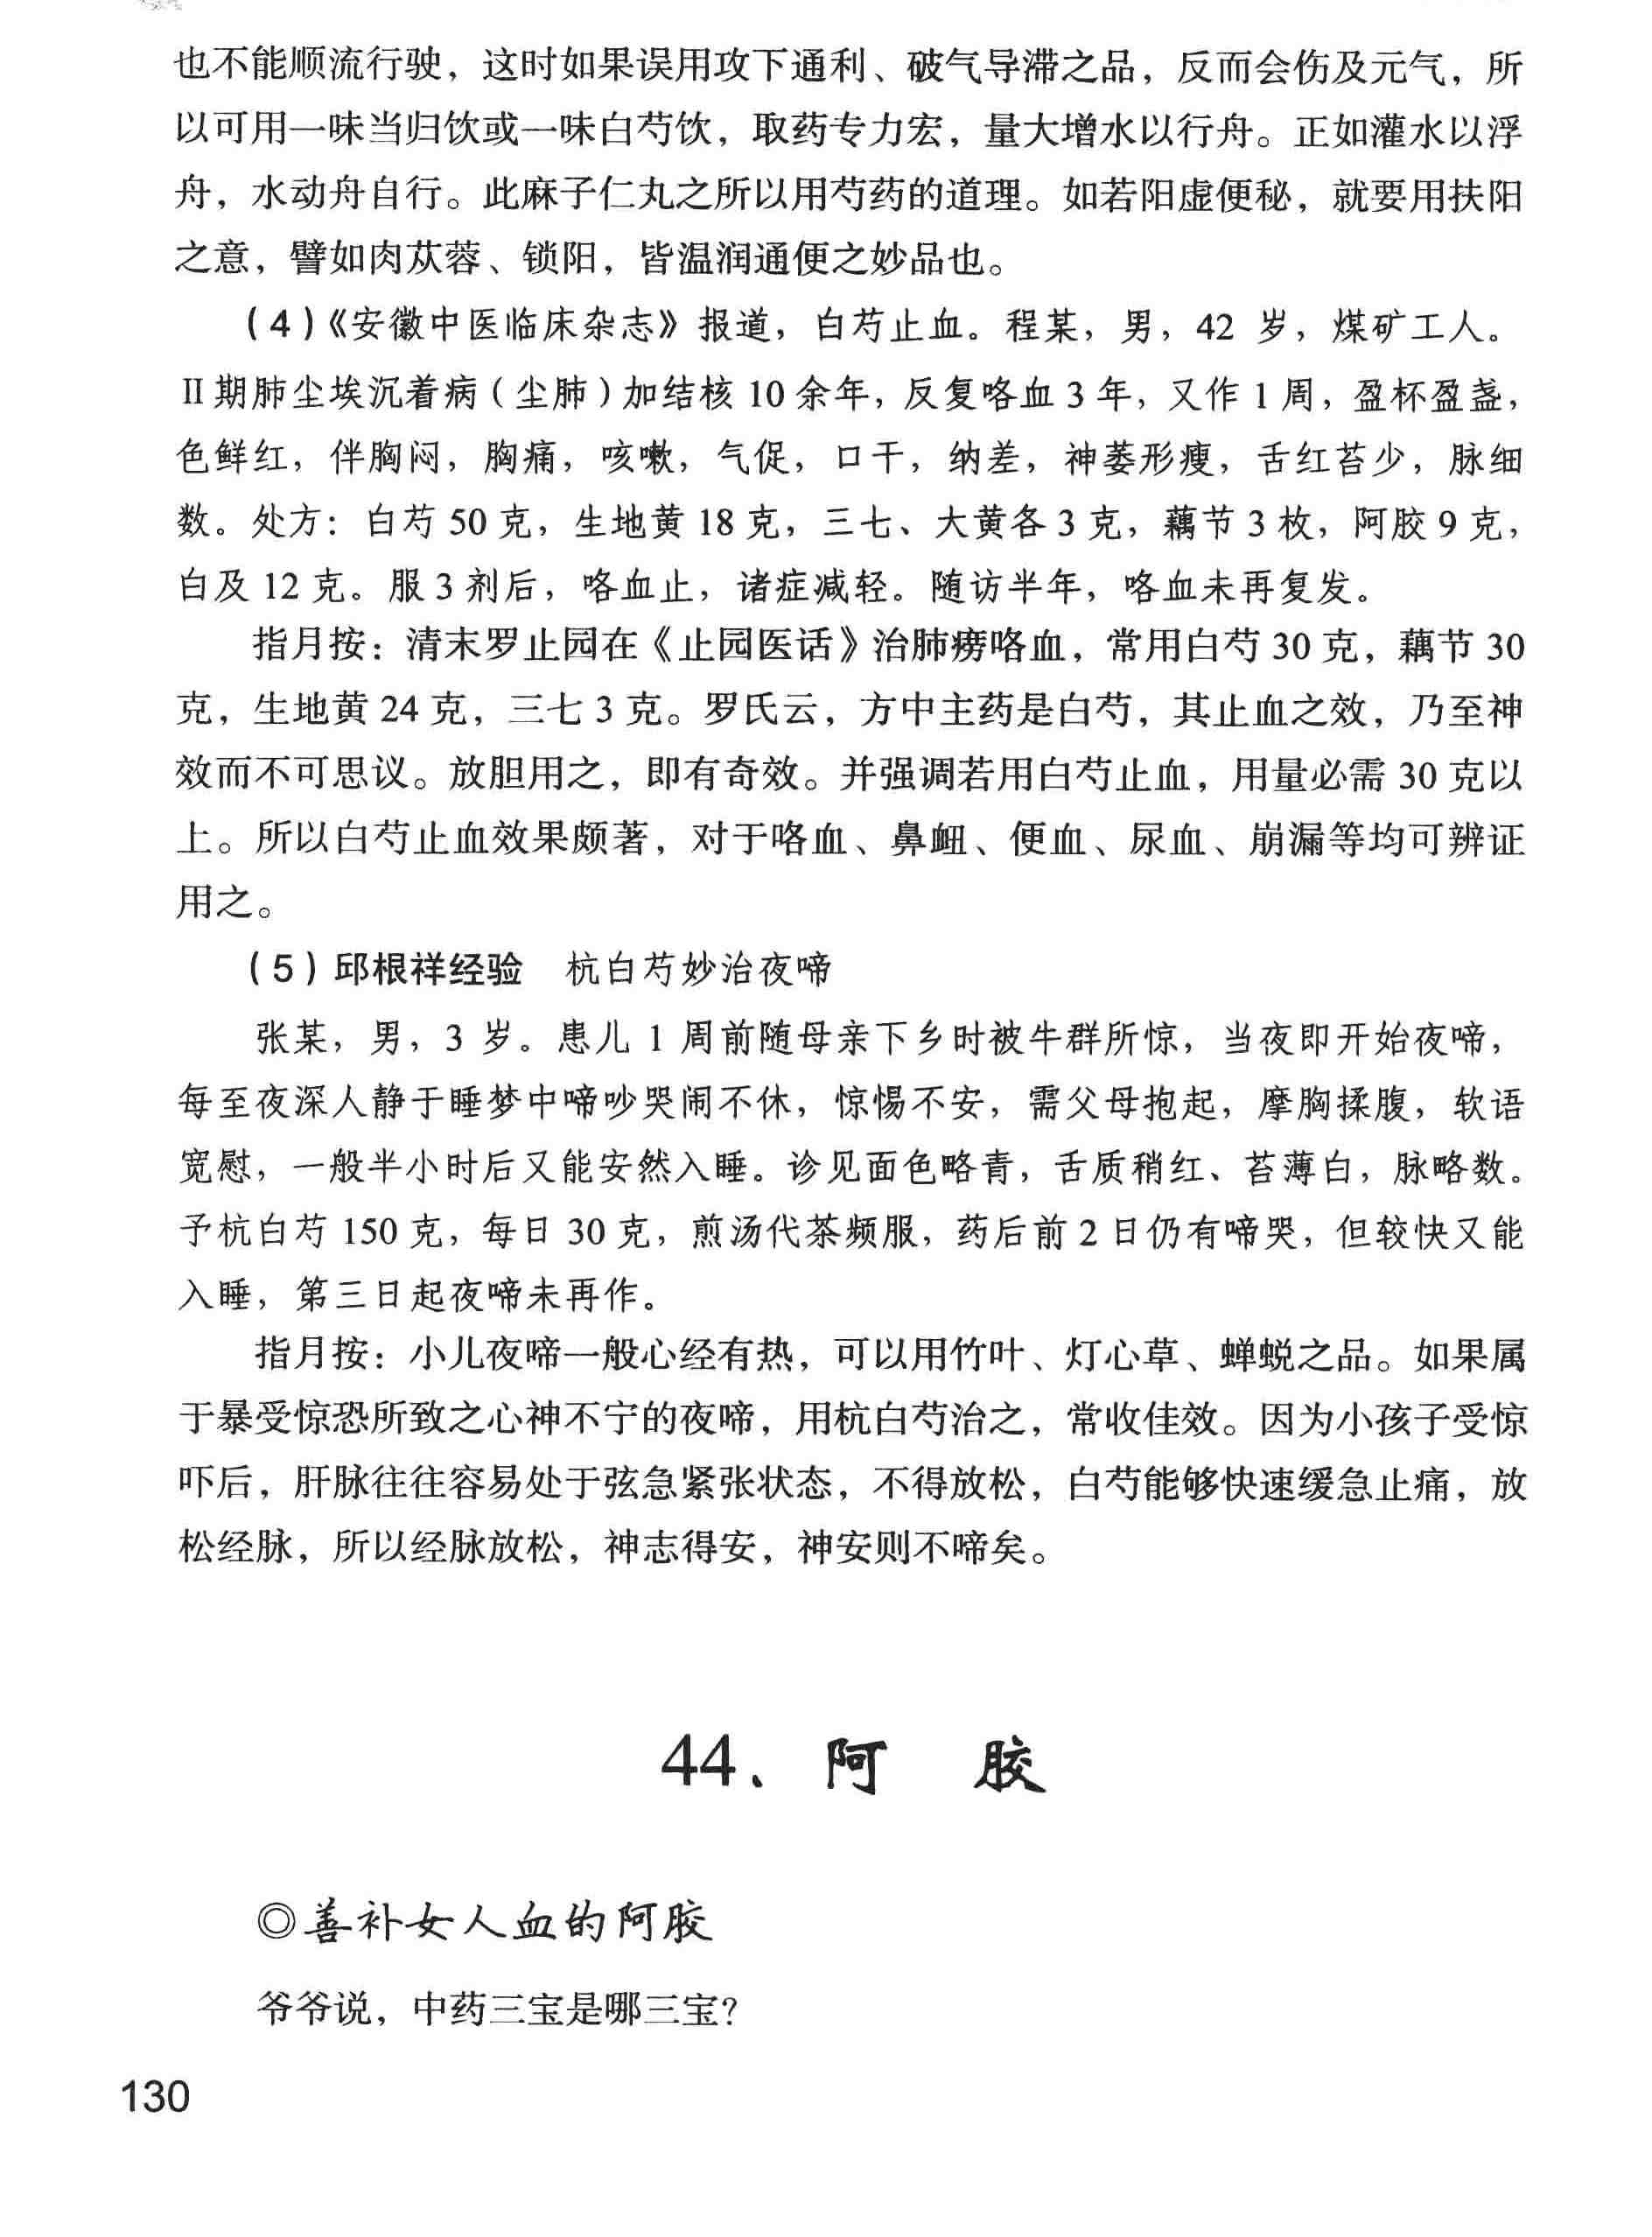 也不能顺流行驶，这时如果误用攻下通利、破气导滞之品，反而会伤及元气，所
以可用一味当归饮或一味白芍饮，取药专力宏，量大增水以行舟。正如灌水以浮
舟，水动舟自行。此麻子仁丸之所以用芍药的道理。如若阳虚便秘，就要用扶阳
之意，譬如肉苁蓉、锁阳，皆温润通便之妙品也。
（4）《安徽中医临床杂志》报道，白芍止血。程某，男，42 岁，煤矿工人。
Ⅱ期肺尘埃沉着病（尘肺）加结核 10 余年，反复咯血 3 年，又作 1 周，盈杯盈盏，
色鲜红，伴胸闷，胸痛，咳嗽，气促，口干，纳差，神萎形瘦，舌红苔少，脉细
数。处方：白芍 50 克，生地黄 18 克，三七、大黄各 3 克，藕节 3 枚，阿胶 9 克，
白及 12 克。服 3 剂后，咯血止，诸症减轻。随访半年，咯血未再复发。
指月按：清末罗止园在《止园医话》治肺痨咯血，常用白芍 30 克，藕节 30
克，生地黄 24 克，三七 3 克。罗氏云，方中主药是白芍，其止血之效，乃至神
效而不可思议。放胆用之，即有奇效。并强调若用白芍止血，用量必需 30 克以
上。所以白芍止血效果颇著，对于咯血、鼻衄、便血、尿血、崩漏等均可辨证
用之。
（5）邱根祥经验　杭白芍妙治夜啼
张某，男，3 岁。患儿 1 周前随母亲下乡时被牛群所惊，当夜即开始夜啼，
每至夜深人静于睡梦中啼吵哭闹不休，惊惕不安，需父母抱起，摩胸揉腹，软语
宽慰，一般半小时后又能安然入睡。诊见面色略青，舌质稍红、苔薄白，脉略数。
予杭白芍 150 克，每日 30 克，煎汤代茶频服，药后前 2 日仍有啼哭，但较快又能
入睡，第三日起夜啼未再作。
指月按：小儿夜啼一般心经有热，可以用竹叶、灯心草、蝉蜕之品。如果属
于暴受惊恐所致之心神不宁的夜啼，用杭白芍治之，常收佳效。因为小孩子受惊
吓后，肝脉往往容易处于弦急紧张状态，不得放松，白芍能够快速缓急止痛，放
松经脉，所以经脉放松，神志得安，神安则不啼矣。
44、阿　胶
◎善补女人血的阿胶
爷爷说，中药三宝是哪三宝？
130